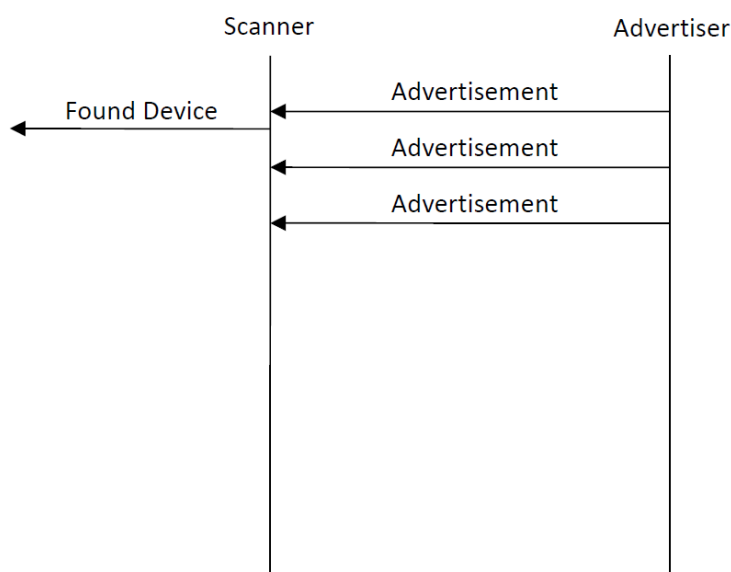 Scanner
Advertiser
Advertisement
Found Device
Advertisement
Advertisement